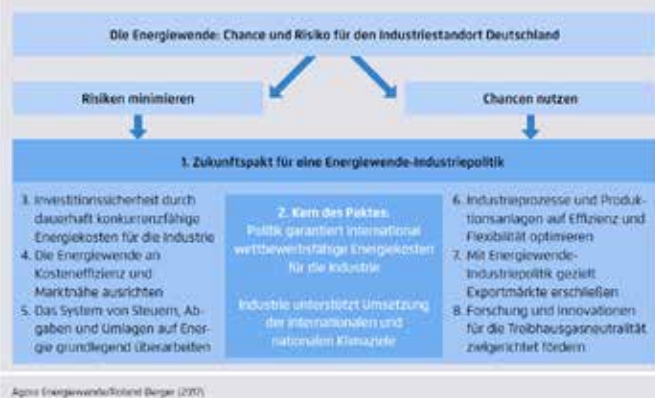 Die Energiewende: Chance und Risiko für den Industriestandort Deutschland
Risiken minimieren
Chancen nutzen
1. Zukunftspakt für eine Energiewende-Industriepolitik
3. Investitionssicherheit durch
dauerhaft konkurrenzfähige
Energiekosten für die Industrie
4. Die Energiewende an
Kosteneffizienz und
Marktnähe ausrichten
5. Das System von Steuern, Ab-
gaben und Umlagen auf Ener-
gie grundlegend überarbeiten
2. Kern des Paktes:
Politik garantiert international
wettbewerbsfähige Energiekosten
für die Industrie
Industrie unterstützt Umsetzung
der internationalen und
nationalen Klimaziele
6. Industrieprozesse und Produk-
tionsanlagen auf Effizienz und
Flexibilität optimieren
7. Mit Energiewende-
Industriepolitik gezielt
Exportmärkte erschließen
8. Forschung und Innovationen
für die Treibhausgasneutralität
zielgerichtet fördern
Agora Energiewende/Roland Berger (2017)